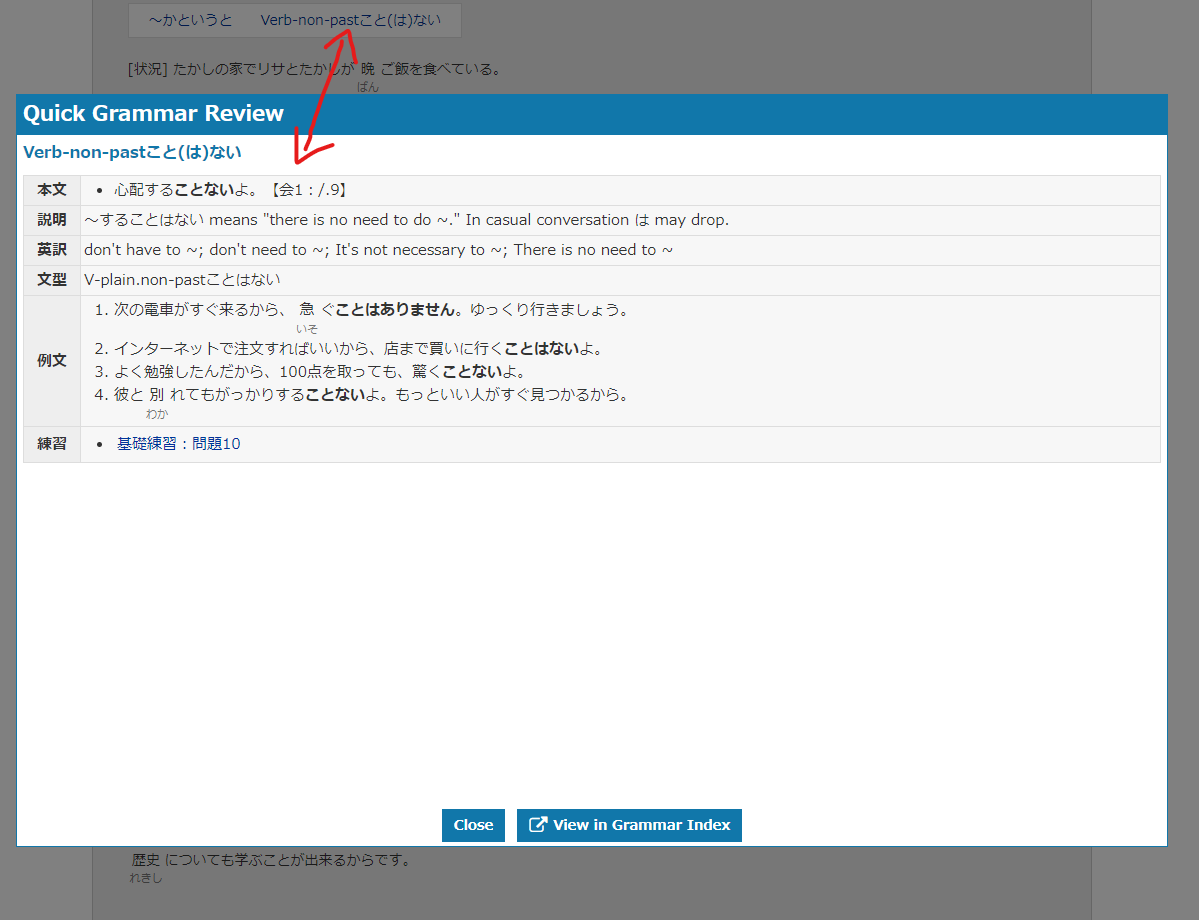 ～かというと Verb-non-pastこと(は)ない
[状況] たかしの家でリサとたかしが 晩 ご飯を食べている。
ばん
Quick Grammar Review
Verb-non-pastこと(は)ない
本文 • 心配することないよ。【会1：/.9】
説明 ～することはない means "there is no need to do ~." In casual conversation は may drop.
英訳 don't have to ~; don't need to ~; It's not necessary to ~; There is no need to ~
文型 V-plain.non-pastことはない
例文
1. 次の電車がすぐ来るから、 急 ぐことはありません。ゆっくり行きましょう。
いそ
2. インターネットで注文すればいいから、店まで買いに行くことはないよ。
3. よく勉強したんだから、100点を取っても、驚くことないよ。
4. 彼と 別 れてもがっかりすることないよ。もっといい人がすぐ見つかるから。
わか
練習 • 基礎練習：問題10
Close View in Grammar Index
歴史 についても学ぶことが出来るからです。
れきし